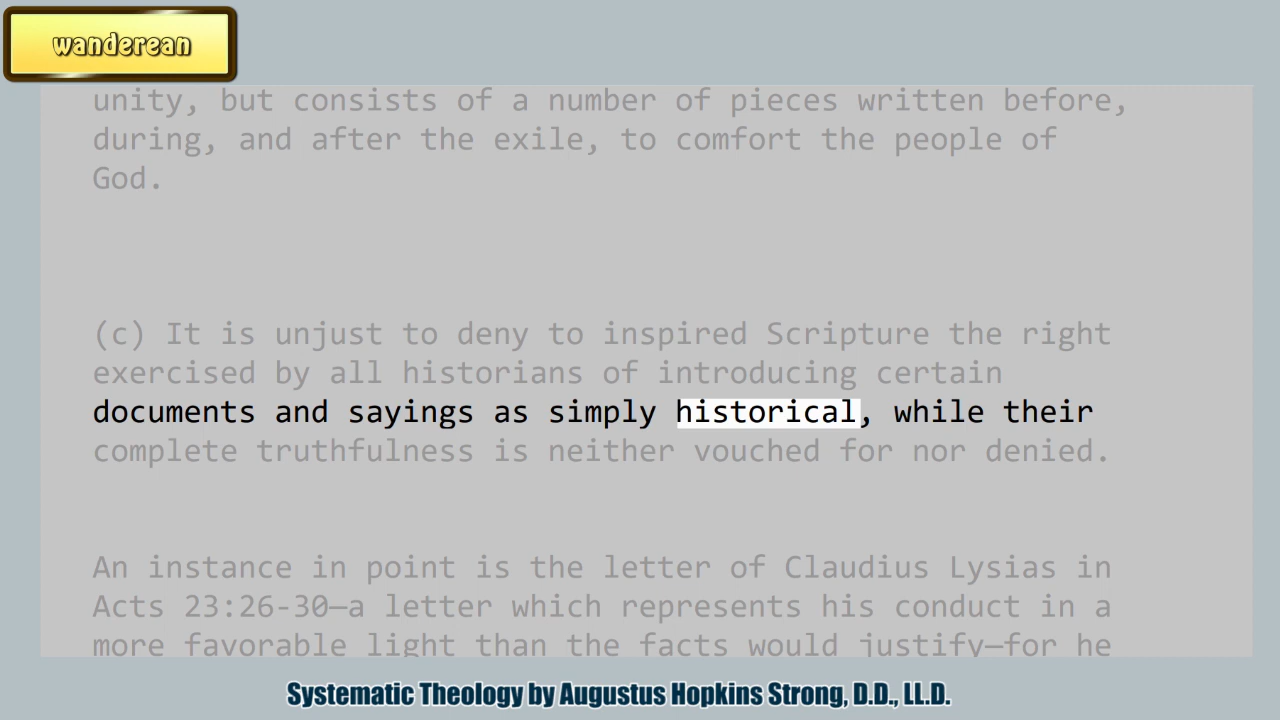 wanderean
unity, but consists of a number of pieces written before,
during, and after the exile, to comfort the people of
God.
(c) It is unjust to deny to inspired Scripture the right
exercised by all historians of introducing certain
documents and sayings as simply historical, while their
complete truthfulness is neither vouched for nor denied.
An instance in point is the letter of Claudius Lysias in
Acts 23:26-30—a letter which represents his conduct in a
more favorable light than the facts would justify—for he
Systematic Theology by Augustus Hopkins Strong, D.D., LL.D.